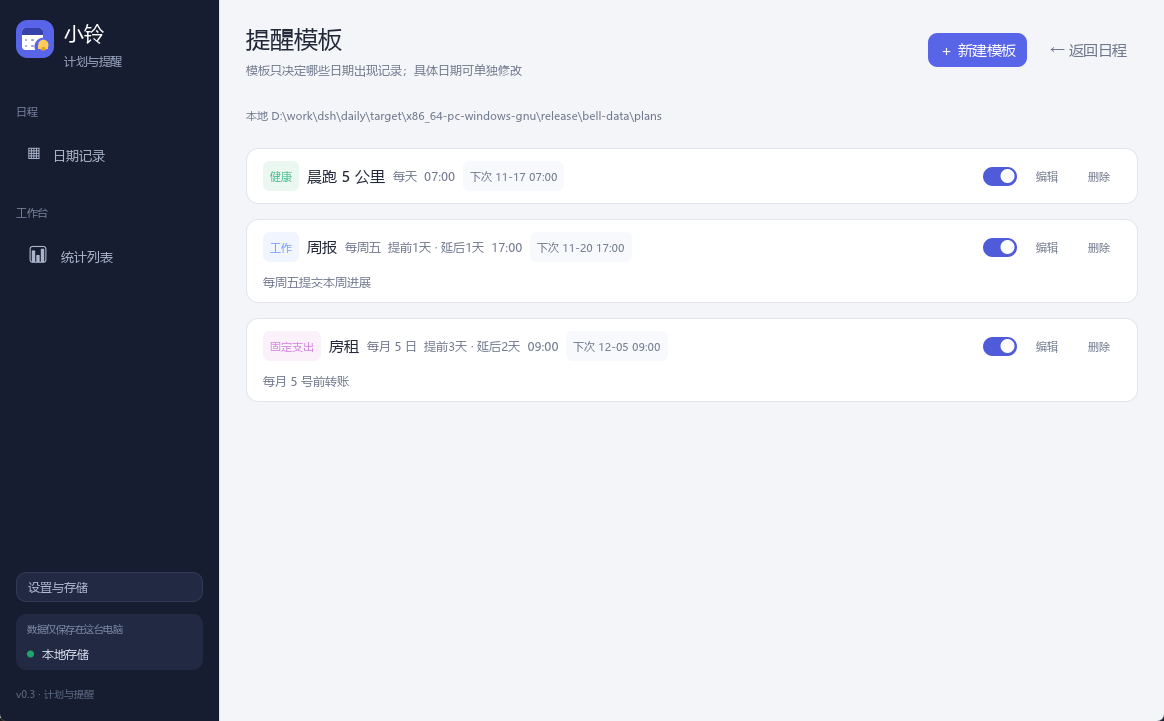 小铃
计划与提醒
日程
日期记录
工作台
统计列表
设置与存储
数据仅保存在这台电脑
本地存储
v0.3 · 计划与提醒
提醒模板
模板只决定哪些日期出现记录；具体日期可单独修改
+ 新建模板
← 返回日程
本地 D:\work\dsh\daily\target\x86_64-pc-windows-gnu\release\bell-data\plans
健康 晨跑 5 公里 每天 07:00 下次 11-17 07:00 编辑 删除
工作 周报 每周五 提前1天 · 延后1天 17:00 下次 11-20 17:00 编辑 删除
每周五提交本周进展
固定支出 房租 每月 5 日 提前3天 · 延后2天 09:00 下次 12-05 09:00 编辑 删除
每月 5 号前转账